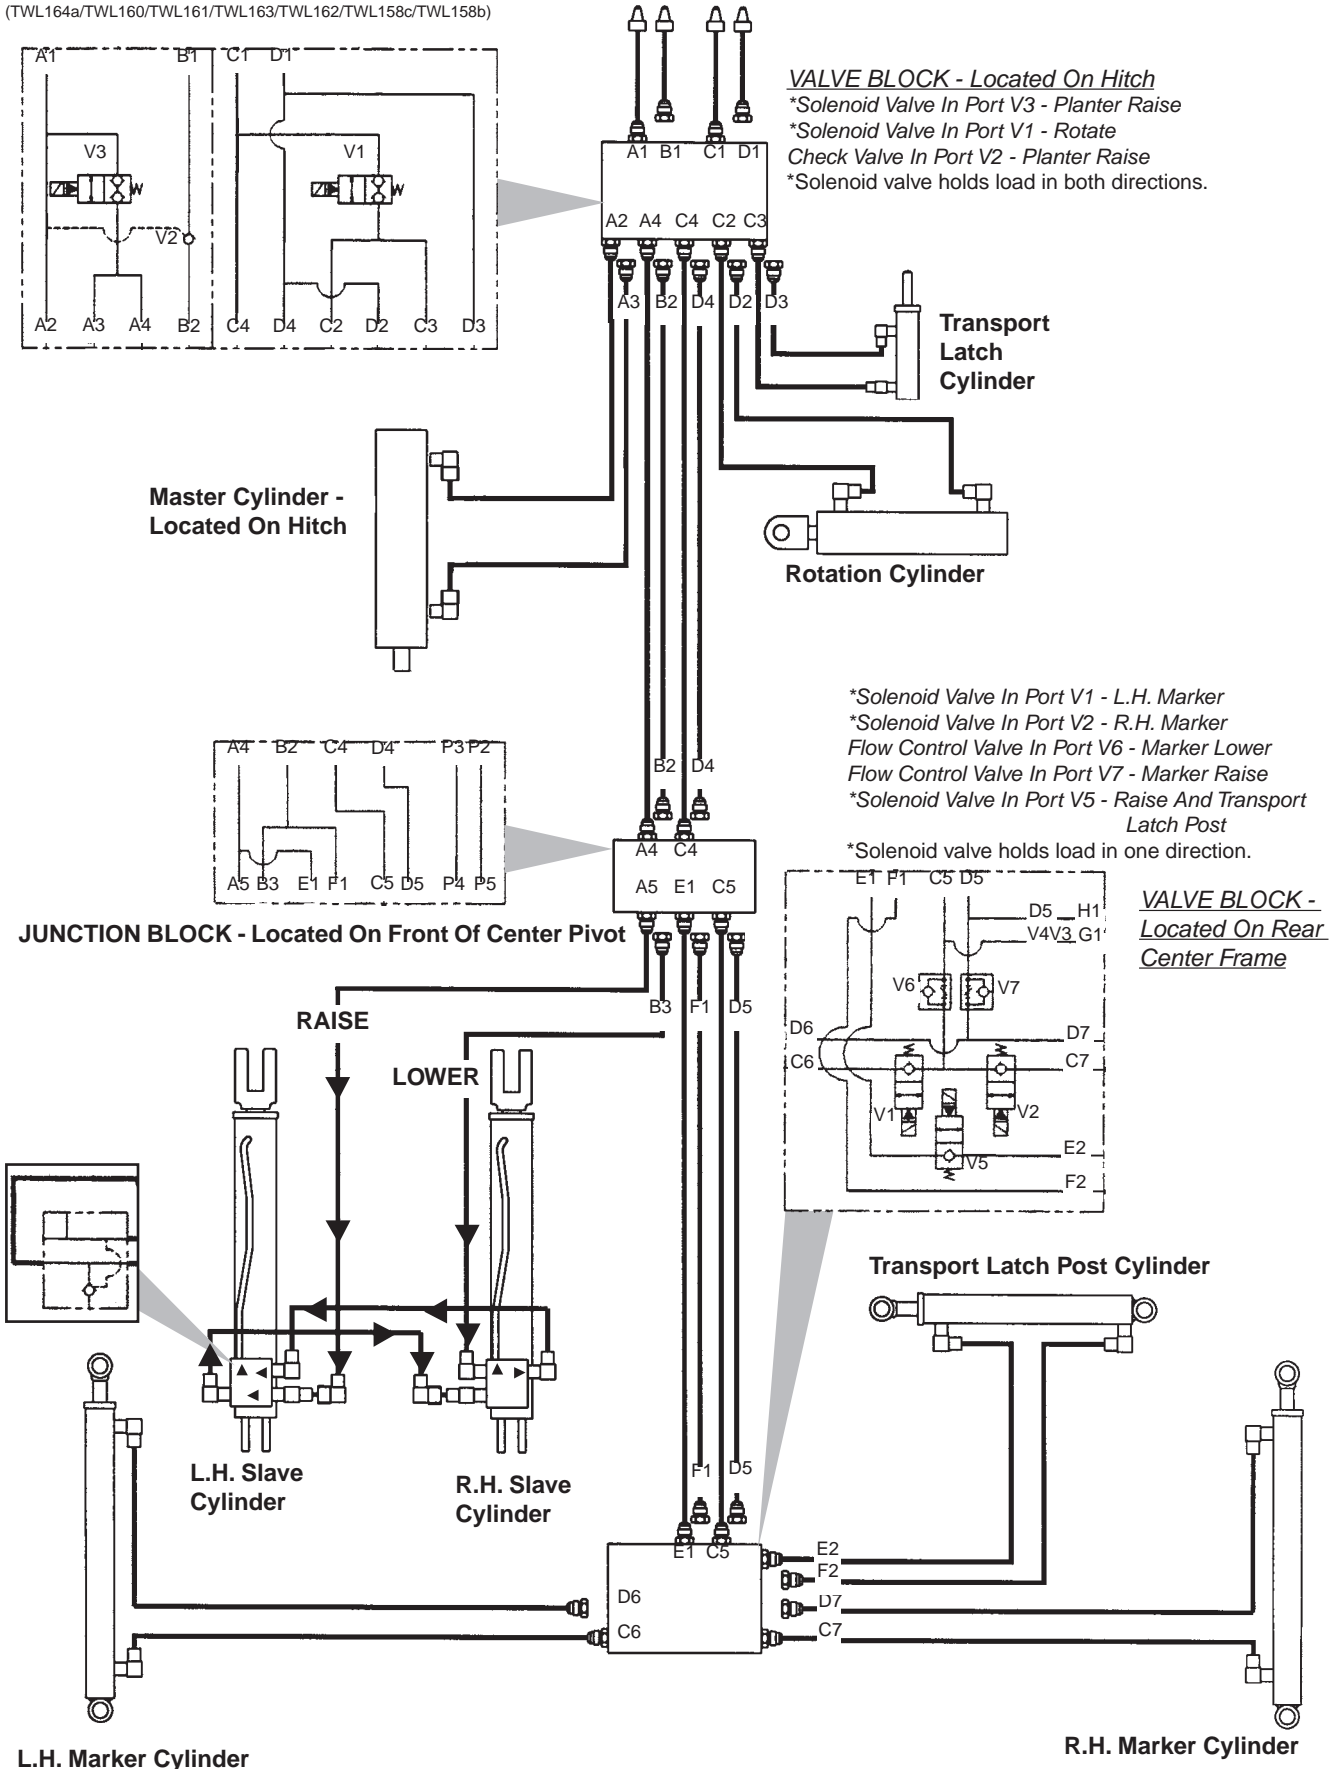 (TWL164a/TWL160/TWL161/TWL163/TWL162/TWL158c/TWL158b)
A1 B1 C1 D1
V3 V1
V2
A2 A3 A4 B2 C4 D4 C2 D2 C3 D3
VALVE BLOCK - Located On Hitch
*Solenoid Valve In Port V3 - Planter Raise
*Solenoid Valve In Port V1 - Rotate
Check Valve In Port V2 - Planter Raise
*Solenoid valve holds load in both directions.
A1 B1 C1 D1
A2 A4 C4 C2 C3
A3 B2 D4 D2 D3
Transport
Latch
Cylinder
Master Cylinder -
Located On Hitch
Rotation Cylinder
*Solenoid Valve In Port V1 - L.H. Marker
*Solenoid Valve In Port V2 - R.H. Marker
Flow Control Valve In Port V6 - Marker Lower
Flow Control Valve In Port V7 - Marker Raise
*Solenoid Valve In Port V5 - Raise And Transport
Latch Post
*Solenoid valve holds load in one direction.
A4 B2 C4 D4 P3 P2
A5 B3 E1 F1 C5 D5 P4 P5
B2 D4
A4 C4
A5 E1 C5
JUNCTION BLOCK - Located On Front Of Center Pivot
E1 F1 C5 D5
D5 H1
V4V3 G1
V6 V7
D6 D7
C6 C7
V1 V2
V5
E2
F2
VALVE BLOCK -
Located On Rear
Center Frame
RAISE
B3 F1 D5
LOWER
Transport Latch Post Cylinder
L.H. Slave
Cylinder
R.H. Slave
Cylinder
F1 D5
E1 C5
E2
F2
D6 D7
C6 C7
L.H. Marker Cylinder
R.H. Marker Cylinder